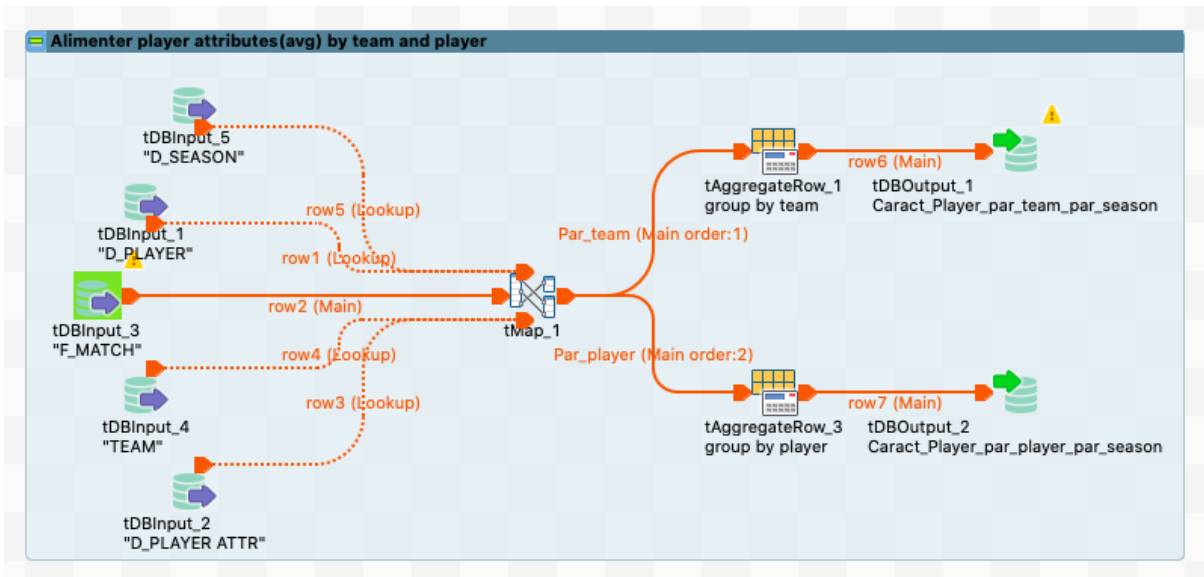 Alimenter player attributes(avg) by team and player
tDBInput_5
"D_SEASON"
row5 (Lookup)
tDBInput_1
"D_PLAYER"
row1 (Lookup)
tDBInput_3
"F_MATCH"
row2 (Main)
tMap_1
row4 (Lookup)
tDBInput_4
"TEAM"
row3 (Lookup)
tDBInput_2
"D_PLAYER ATTR"
Par_team (Main order:1)
tAggregateRow_1
group by team
row6 (Main)
tDBOutput_1
Caract_Player_par_team_par_season
Par_player (Main order:2)
tAggregateRow_3
group by player
row7 (Main)
tDBOutput_2
Caract_Player_par_player_par_season